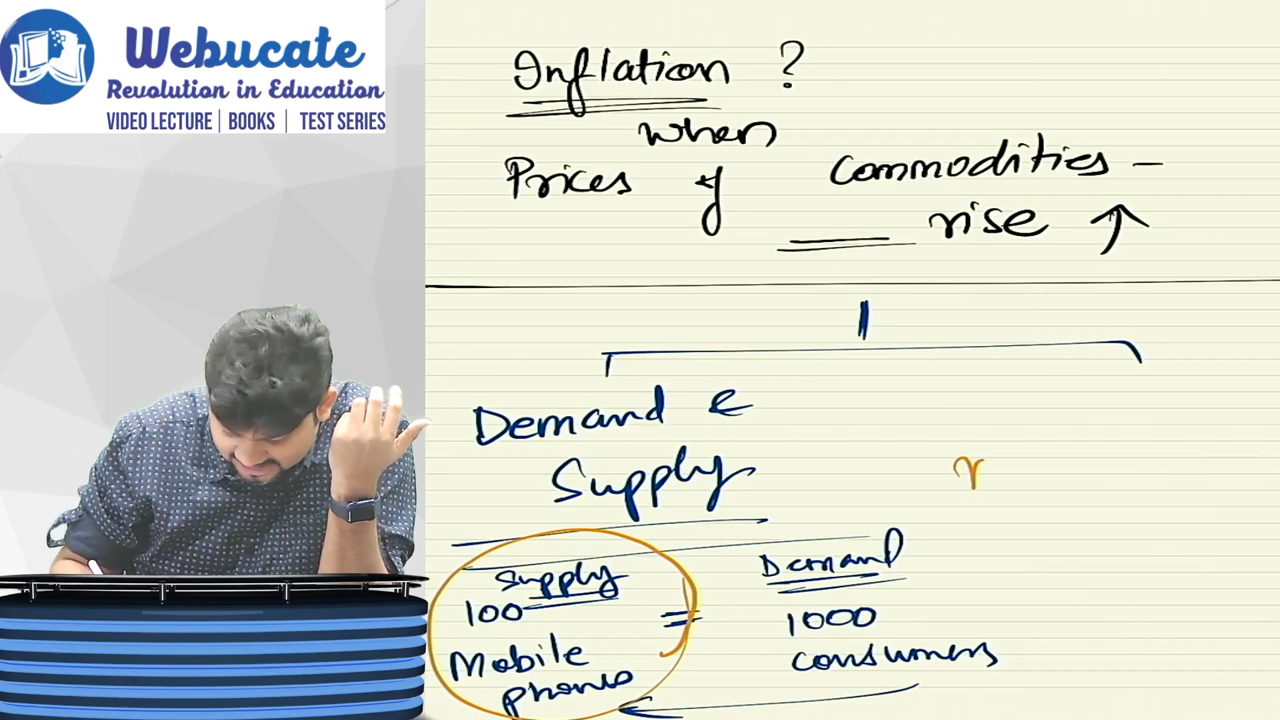 Webucate
Revolution in Education
VIDEO LECTURE | BOOKS | TEST SERIES
Inflation ?
when
Prices of commodities –
rise ↑
Demand &
Supply
Supply
100
Mobile
phones
=
Demand
1000
consumers